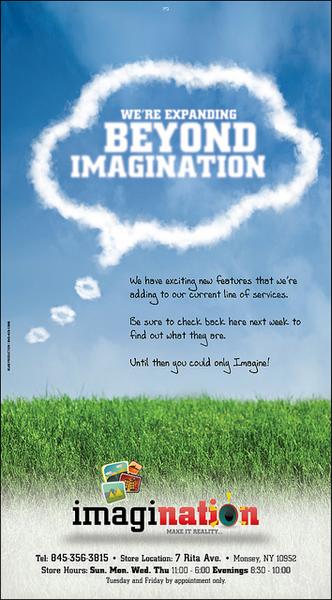 WE'RE EXPANDING
BEYOND
IMAGINATION
We have exciting new features that we're
adding to our current line of services.
Be sure to check back here next week to
find out what they are.
Until then you could only Imagine!
imagination
MAKE IT REALITY...
Tel: 845-356-3815 • Store Location: 7 Rita Ave. • Monsey, NY 10952
Store Hours: Sun. Mon. Wed. Thu 11:00 - 6:00 Evenings 8:30 - 10:00
Tuesday and Friday by appointment only.